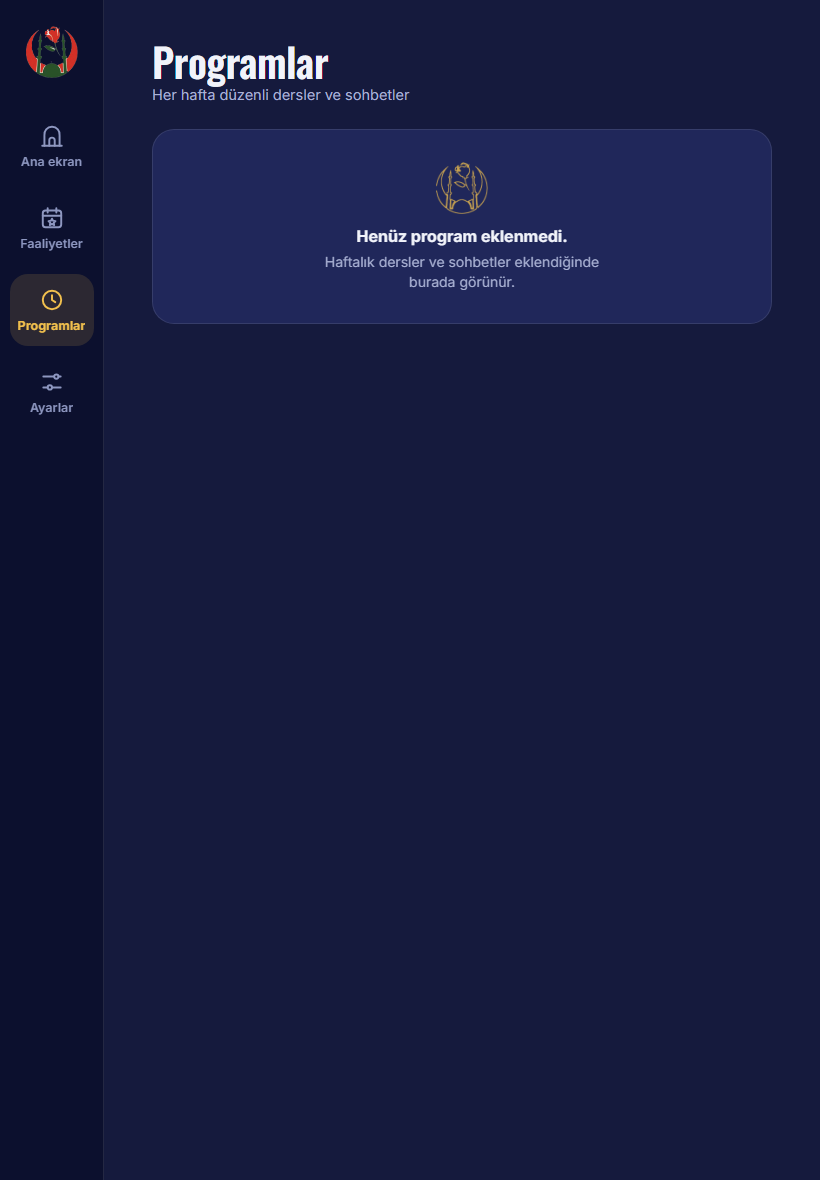 Programlar
Her hafta düzenli dersler ve sohbetler
Ana ekran
Faaliyetler
Programlar
Ayarlar
Henüz program eklenmedi.
Haftalık dersler ve sohbetler eklendiğinde
burada görünür.